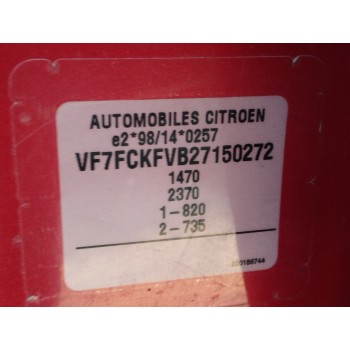 AUTOMOBILES CITROEN
e2*98/14*0257
VF7FCKFVB27150272
1470
2370
1-820
2-735